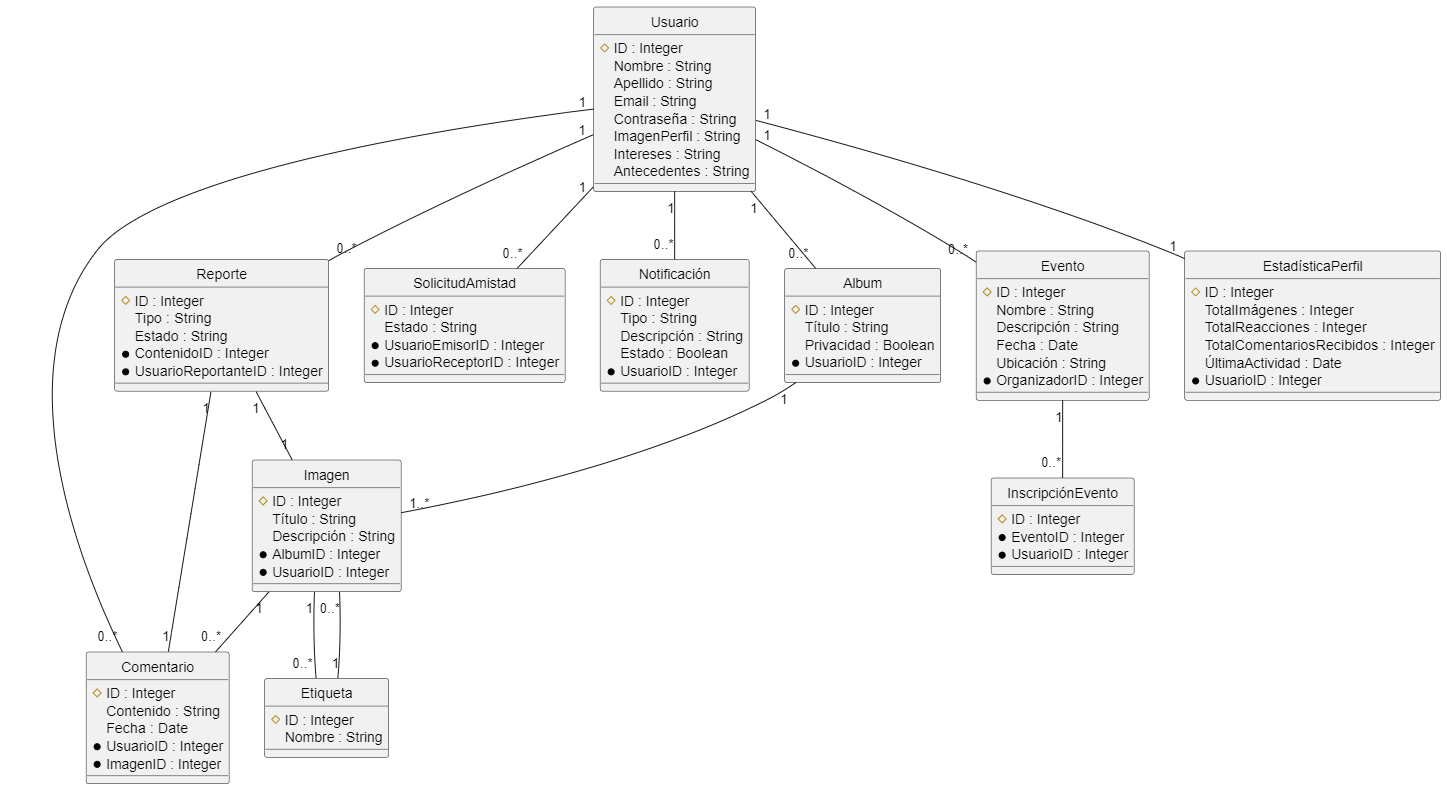 Usuario
ID : Integer
Nombre : String
Apellido : String
Email : String
Contraseña : String
ImagenPerfil : String
Intereses : String
Antecedentes : String
1
1
1
1
1
1
1
0..*
0..*
0..*
0..*
0..*
1
Reporte
ID : Integer
Tipo : String
Estado : String
ContenidoID : Integer
UsuarioReportanteID : Integer
SolicitudAmistad
ID : Integer
Estado : String
UsuarioEmisorID : Integer
UsuarioReceptorID : Integer
Notificación
ID : Integer
Tipo : String
Descripción : String
Estado : Boolean
UsuarioID : Integer
Album
ID : Integer
Título : String
Privacidad : Boolean
UsuarioID : Integer
Evento
ID : Integer
Nombre : String
Descripción : String
Fecha : Date
Ubicación : String
OrganizadorID : Integer
EstadísticaPerfil
ID : Integer
TotalImágenes : Integer
TotalReacciones : Integer
TotalComentariosRecibidos : Integer
ÚltimaActividad : Date
UsuarioID : Integer
1
1
1
1
1
1..*
0..*
Imagen
ID : Integer
Título : String
Descripción : String
AlbumID : Integer
UsuarioID : Integer
InscripciónEvento
ID : Integer
EventoID : Integer
UsuarioID : Integer
1
1
0..*
0..*
1
0..*
0..*
1
Comentario
ID : Integer
Contenido : String
Fecha : Date
UsuarioID : Integer
ImagenID : Integer
Etiqueta
ID : Integer
Nombre : String